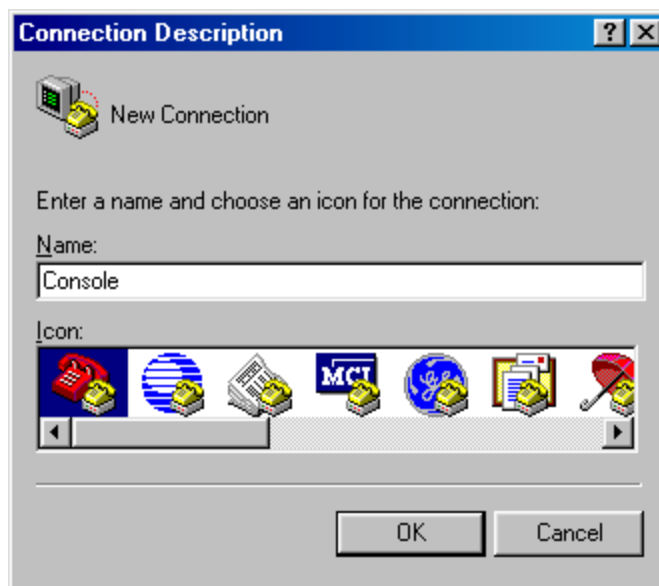 Connection Description
New Connection
Enter a name and choose an icon for the connection:
Name:
Console
Icon:
MCI
OK Cancel